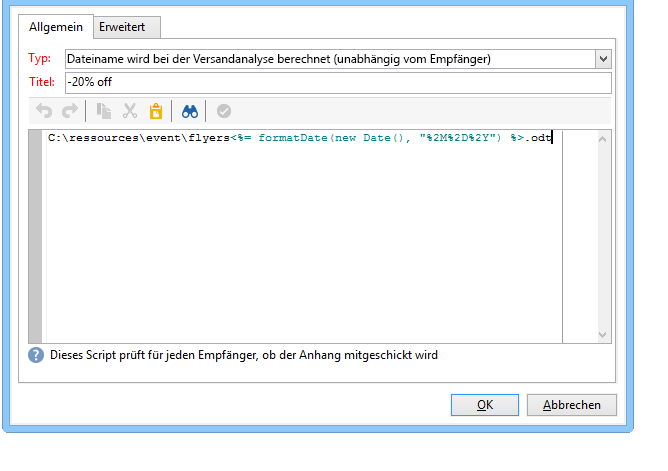 Allgemein Erweitert
Typ: Dateiname wird bei der Versandanalyse berechnet (unabhängig vom Empfänger)
Titel: -20% off
C:\ressources\event\flyers<%= formatDate(new Date(), "%2M%2D%2Y") %>.odt
Dieses Script prüft für jeden Empfänger, ob der Anhang mitgeschickt wird
OK Abbrechen